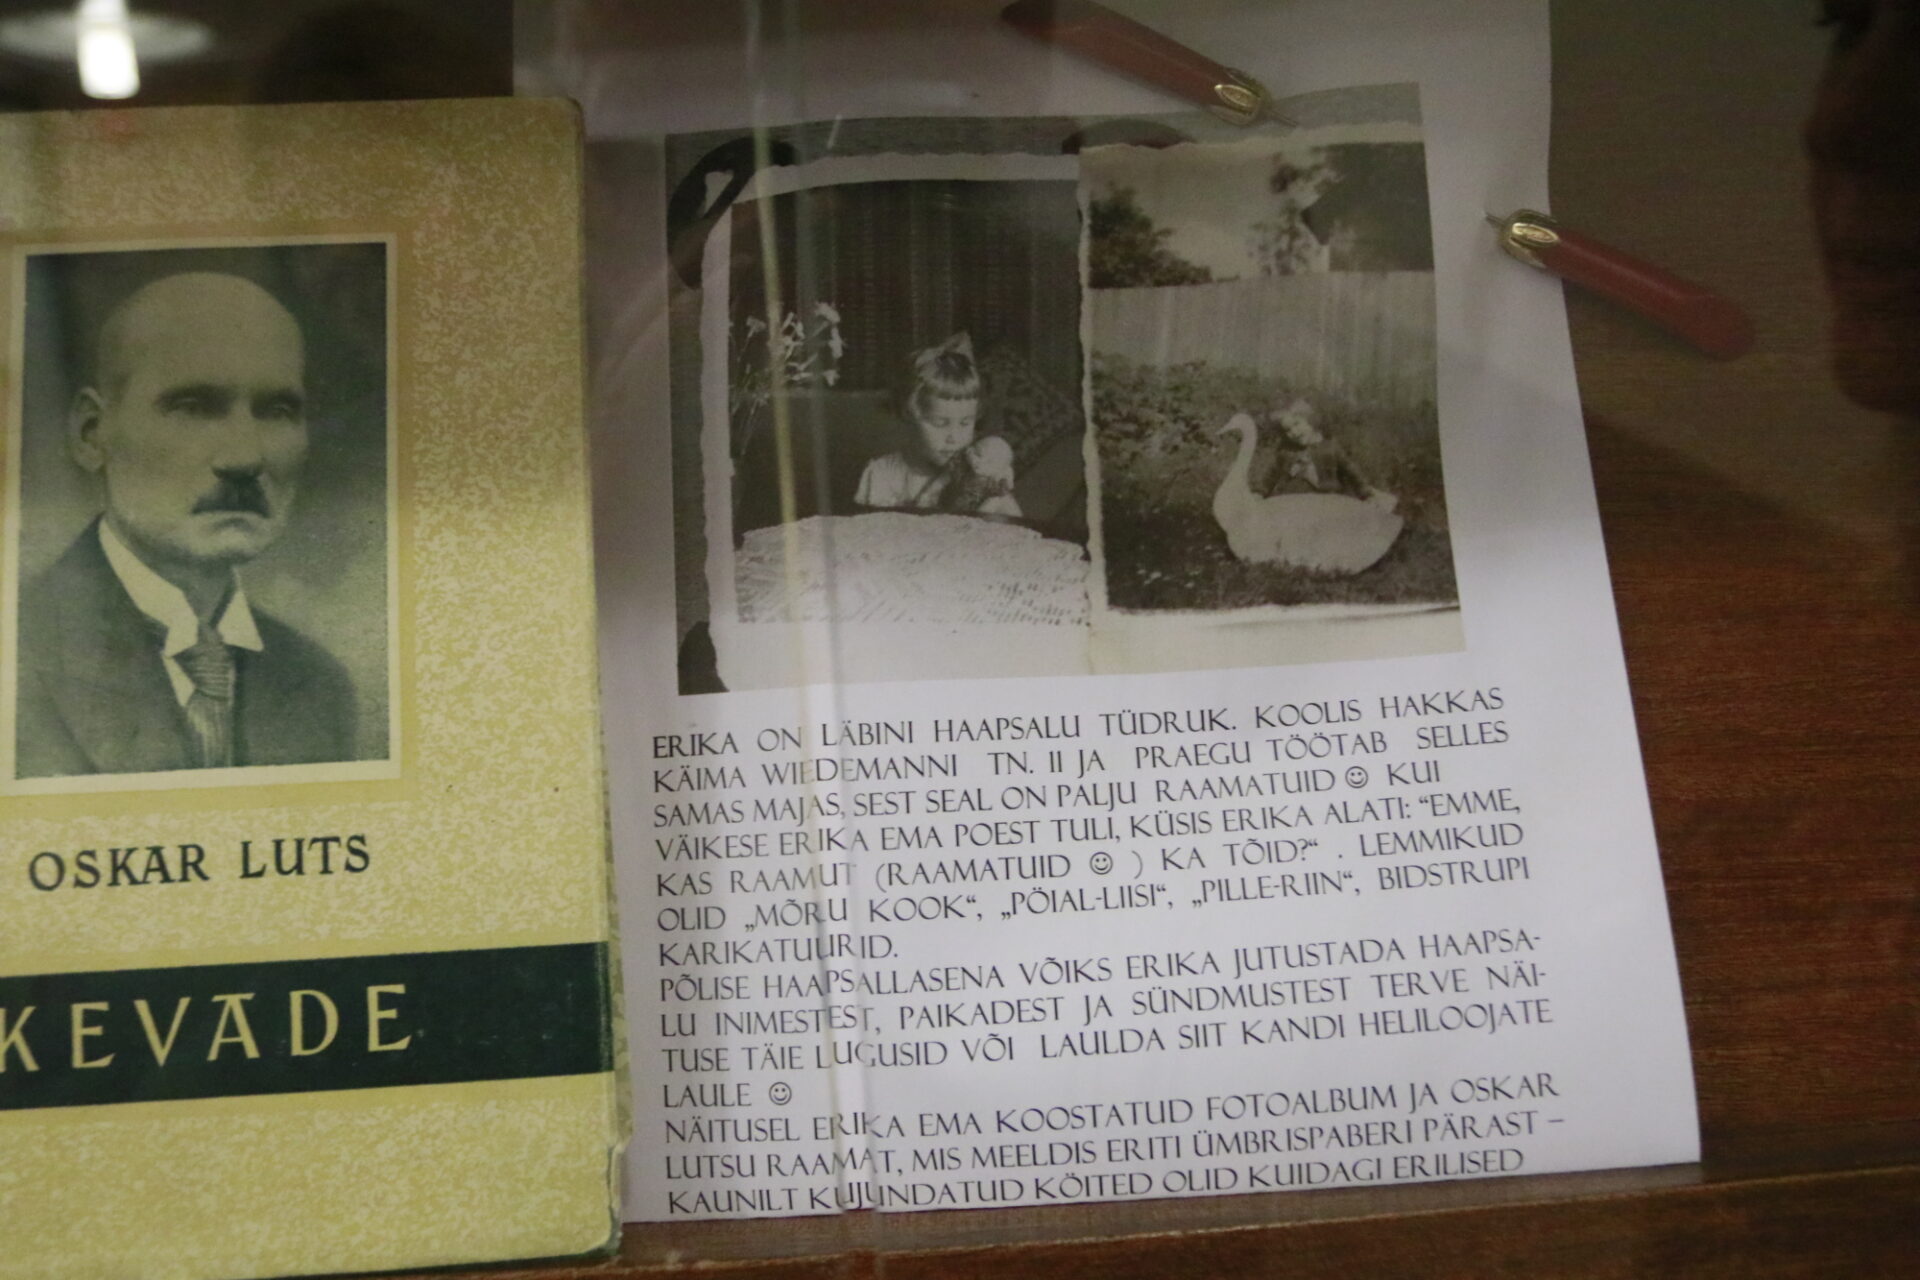 OSKAR LUTS
KEVADE
ERIKA ON LÄBINI HAAPSALU TÜDRUK. KOOLIS HAKKAS
KÄIMA WIEDEMANNI TN. II JA PRAEGU TÖÖTAB SELLES
SAMAS MAJAS, SEST SEAL ON PALJU RAAMATUID ☺ KUI
VÄIKESE ERIKA EMA POEST TULI, KÜSIS ERIKA ALATI: “EMME,
KAS RAAMUT (RAAMATUID ☺ ) KA TÕID?“ . LEMMIKUD
OLID „MÕRU KOOK“, „PÖIAL-LIISI“, „PILLE-RIIN“, BIDSTRUPI
KARIKATUURID.
PÕLISE HAAPSALLASENA VÕIKS ERIKA JUTUSTADA HAAPSA-
LU INIMESTEST, PAIKADEST JA SÜNDMUSTEST TERVE NÄI-
TUSE TÄIE LUGUSID VÕI LAULDA SIIT KANDI HELILOOJATE
LAULE ☺
NÄITUSEL ERIKA EMA KOOSTATUD FOTOALBUM JA OSKAR
LUTSU RAAMAT, MIS MEELDIS ERITI ÜMBRISPABERI PÄRAST –
KAUNILT KUJUNDATUD KÖITED OLID KUIDAGI ERILISED